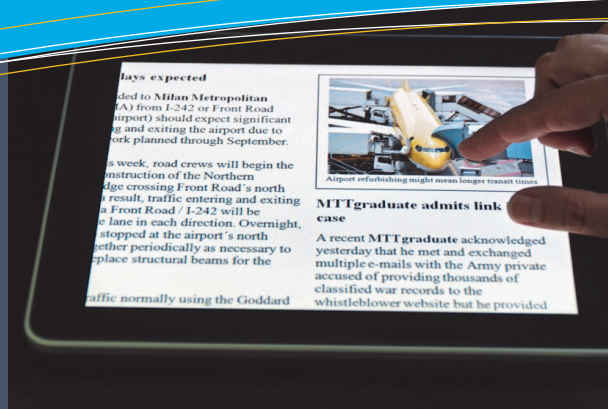 lays expected
ded to Milan Metropolitan
IA) from I-242 or Front Road
airport) should expect significant
ng and exiting the airport due to
ork planned through September.
s week, road crews will begin the
onstruction of the Northern
dge crossing Front Road´s north
a result, traffic entering and exiting
a Front Road / I-242 will be
e lane in each direction. Overnight,
stopped at the airport´s north
gether periodically as necessary to
eplace structural beams for the
affic normally using the Goddard
Airport refurbishing might mean longer transit times
MTTgraduate admits link
case
A recent MTTgraduate acknowledged
yesterday that he met and exchanged
multiple e-mails with the Army private
accused of providing thousands of
classified war records to the
whistleblower website but he provided